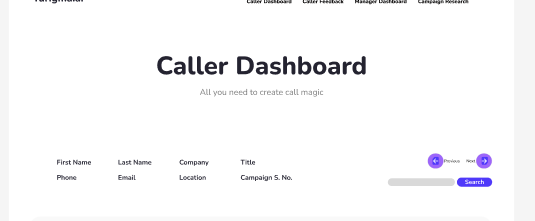 Caller Dashboard Caller Feedback Manager Dashboard Campaign Research
Caller Dashboard
All you need to create call magic
First Name Last Name Company Title
Previous Next
Phone Email Location Campaign S. No.
Search